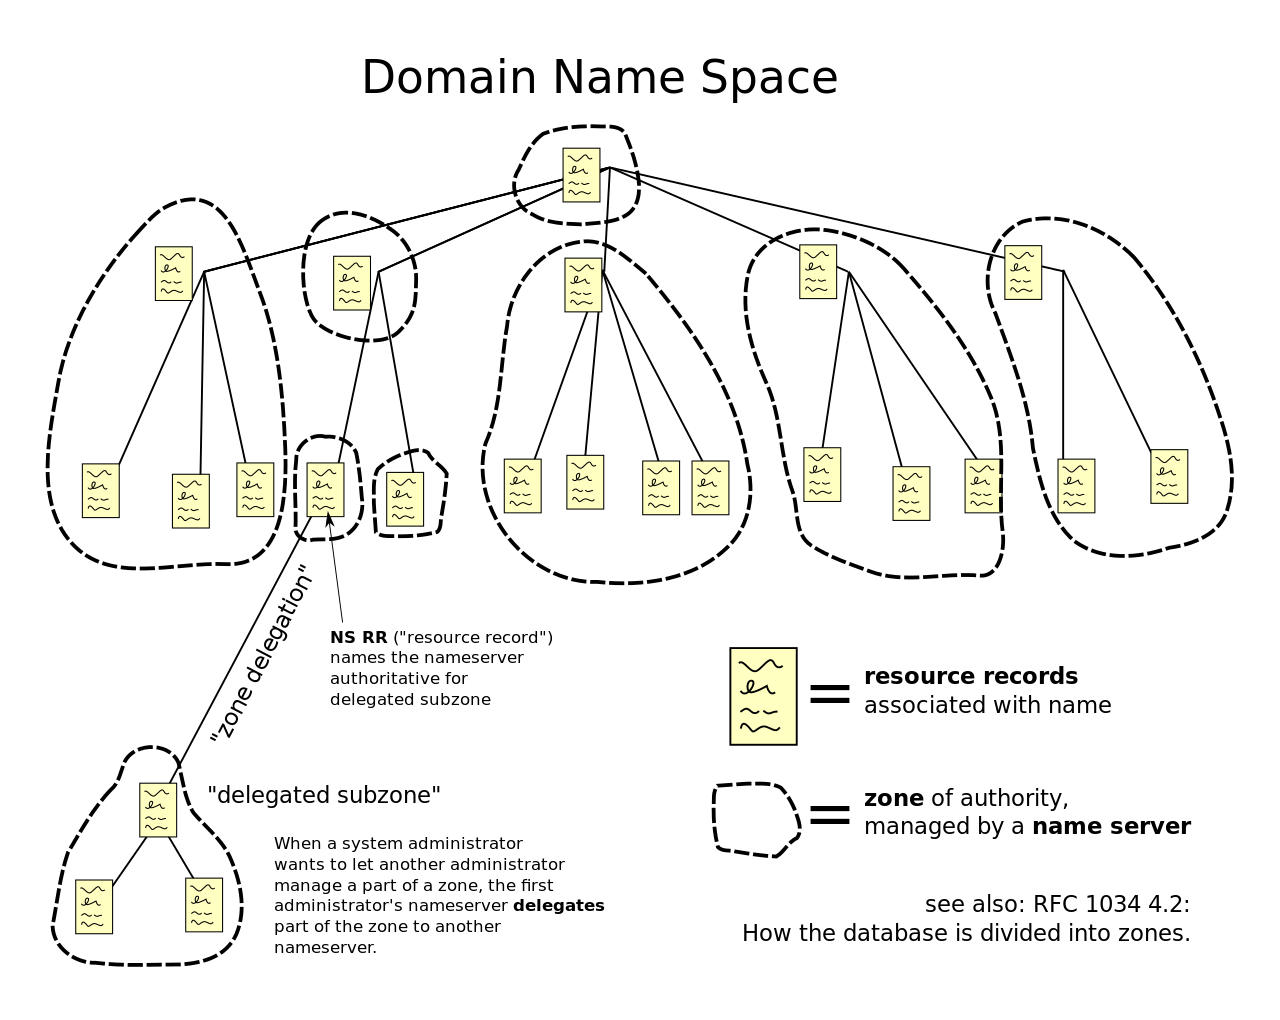 Domain Name Space
"zone delegation"
NS RR ("resource record")
names the nameserver
authoritative for
delegated subzone
resource records
associated with name
"delegated subzone"
zone of authority,
managed by a name server
When a system administrator
wants to let another administrator
manage a part of a zone, the first
administrator's nameserver delegates
part of the zone to another
nameserver.
see also: RFC 1034 4.2:
How the database is divided into zones.